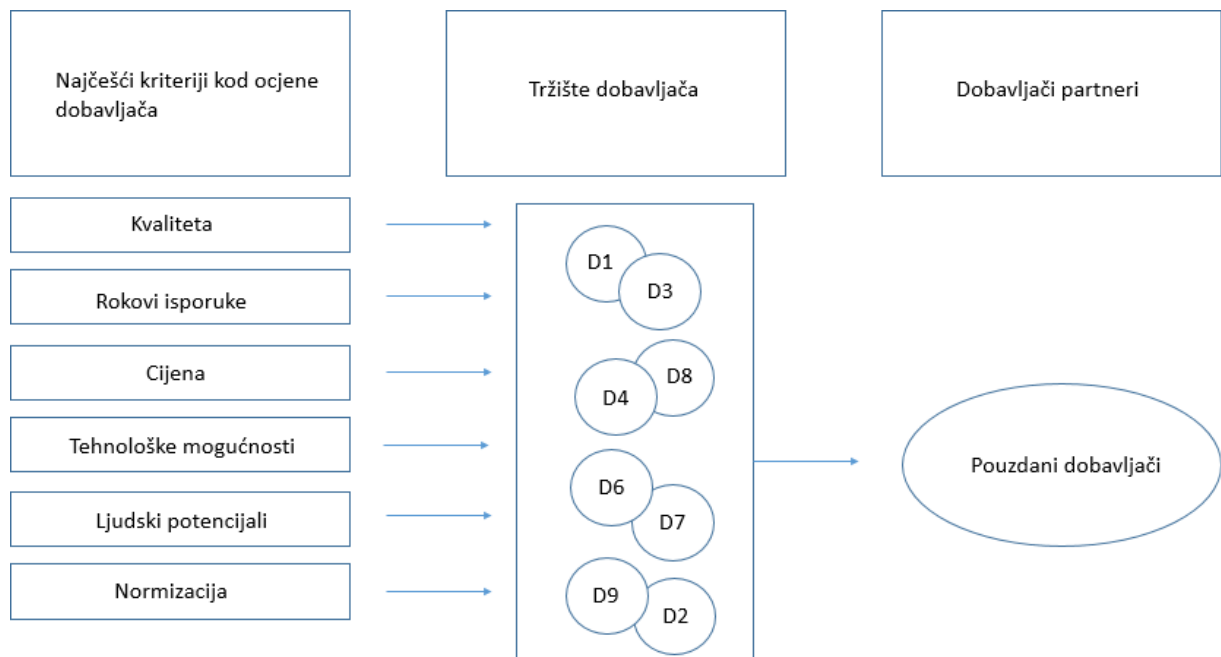 Najčešći kriteriji kod ocjene
dobavljača
Tržište dobavljača
Dobavljači partneri
Kvaliteta
Rokovi isporuke
Cijena
Tehnološke mogućnosti
Ljudski potencijali
Normizacija
D1
D3
D8
D4
D6
D7
D9
D2
Pouzdani dobavljači